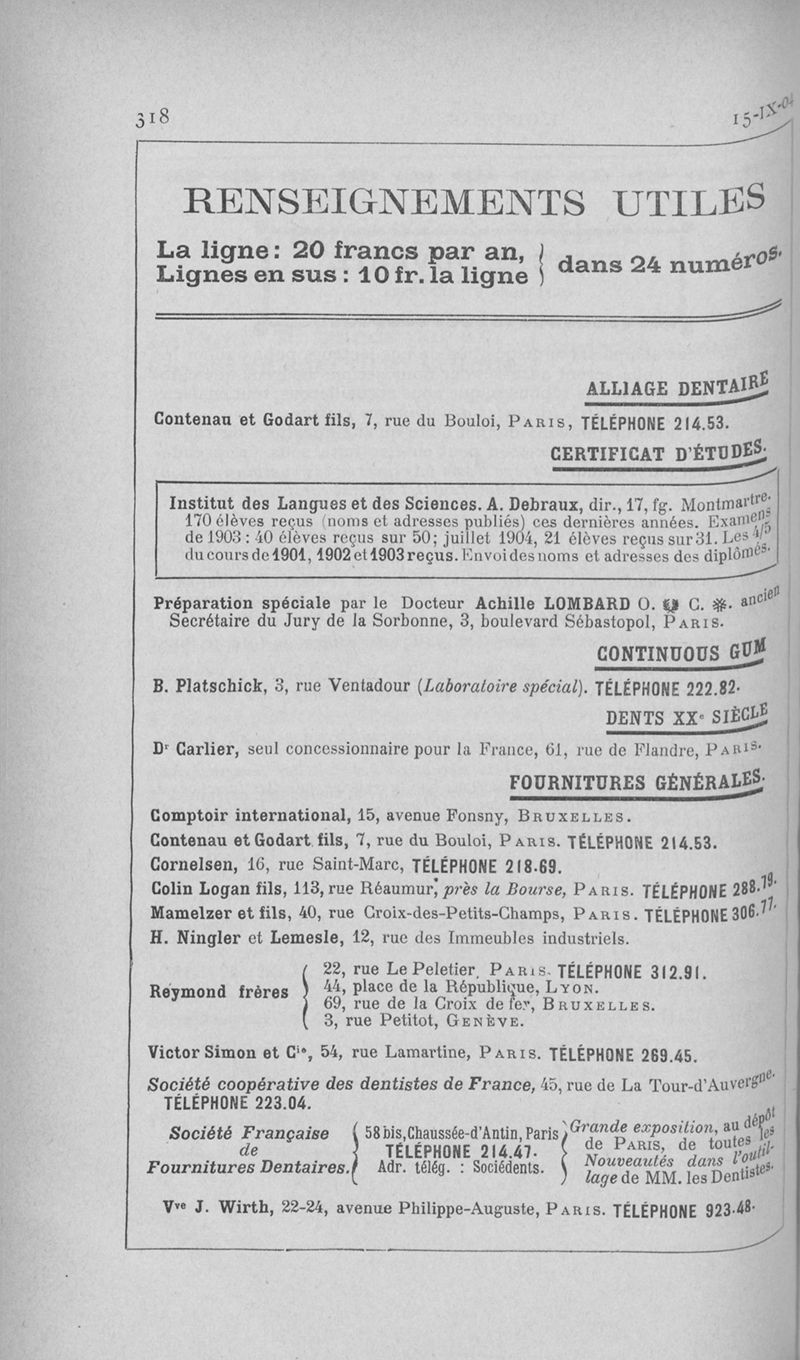 318
15-IX-04
RENSEIGNEMENTS UTILES
La ligne: 20 francs par an,
Lignes en sus : 10 fr. la ligne
dans 24 numéros.
ALLIAGE DENTAIRE
Contenau et Godart fils, 7, rue du Bouloi, PARIS, TÉLÉPHONE 214.53.
CERTIFICAT D'ÉTUDES.
Institut des Langues et des Sciences. A. Debraux, dir., 17, fg. Montmartre.
170 élèves reçus (noms et adresses publiés) ces dernières années. Examens
de 1903 : 40 élèves reçus sur 50; juillet 1904, 21 élèves reçus sur 31. Les 4/5
du cours de 1901, 1902 et 1903 reçus. Envoi des noms et adresses des diplômés.
Préparation spéciale par le Docteur Achille LOMBARD O. C. ancien
Secrétaire du Jury de la Sorbonne, 3, boulevard Sébastopol, PARIS.
CONTINUOUS GUM
B. Platschick, 3, rue Ventadour (Laboratoire spécial). TÉLÉPHONE 222.82.
DENTS XXe SIÈCLE
Dr Carlier, seul concessionnaire pour la France, 61, rue de Flandre, PARIS.
FOURNITURES GÉNÉRALES.
Comptoir international, 15, avenue Fonsny, BRUXELLES.
Contenau et Godart fils, 7, rue du Bouloi, PARIS. TÉLÉPHONE 214.53.
Cornelsen, 16, rue Saint-Marc, TÉLÉPHONE 218.69.
Colin Logan fils, 113, rue Réaumur, près la Bourse, PARIS. TÉLÉPHONE 288.79.
Mamelzer et fils, 40, rue Croix-des-Petits-Champs, PARIS. TÉLÉPHONE 306.77.
H. Ningler et Lemesle, 12, rue des Immeubles industriels.
Reymond frères
22, rue Le Peletier, PARIS. TÉLÉPHONE 312.91.
44, place de la République, LYON.
69, rue de la Croix de fer, BRUXELLES.
3, rue Petitot, GENÈVE.
Victor Simon et Cie, 54, rue Lamartine, PARIS. TÉLÉPHONE 269.45.
Société coopérative des dentistes de France, 45, rue de La Tour-d'Auvergne.
TÉLÉPHONE 223.04.
Société Française
de
Fournitures Dentaires.
58 bis, Chaussée-d'Antin, Paris
TÉLÉPHONE 214.47.
Adr. télég. : Sociédents.
Grande exposition, au dépôt
de PARIS, de toutes les
Nouveautés dans l'outil-
lage de MM. les Dentistes.
Vve J. Wirth, 22-24, avenue Philippe-Auguste, PARIS. TÉLÉPHONE 923.48.